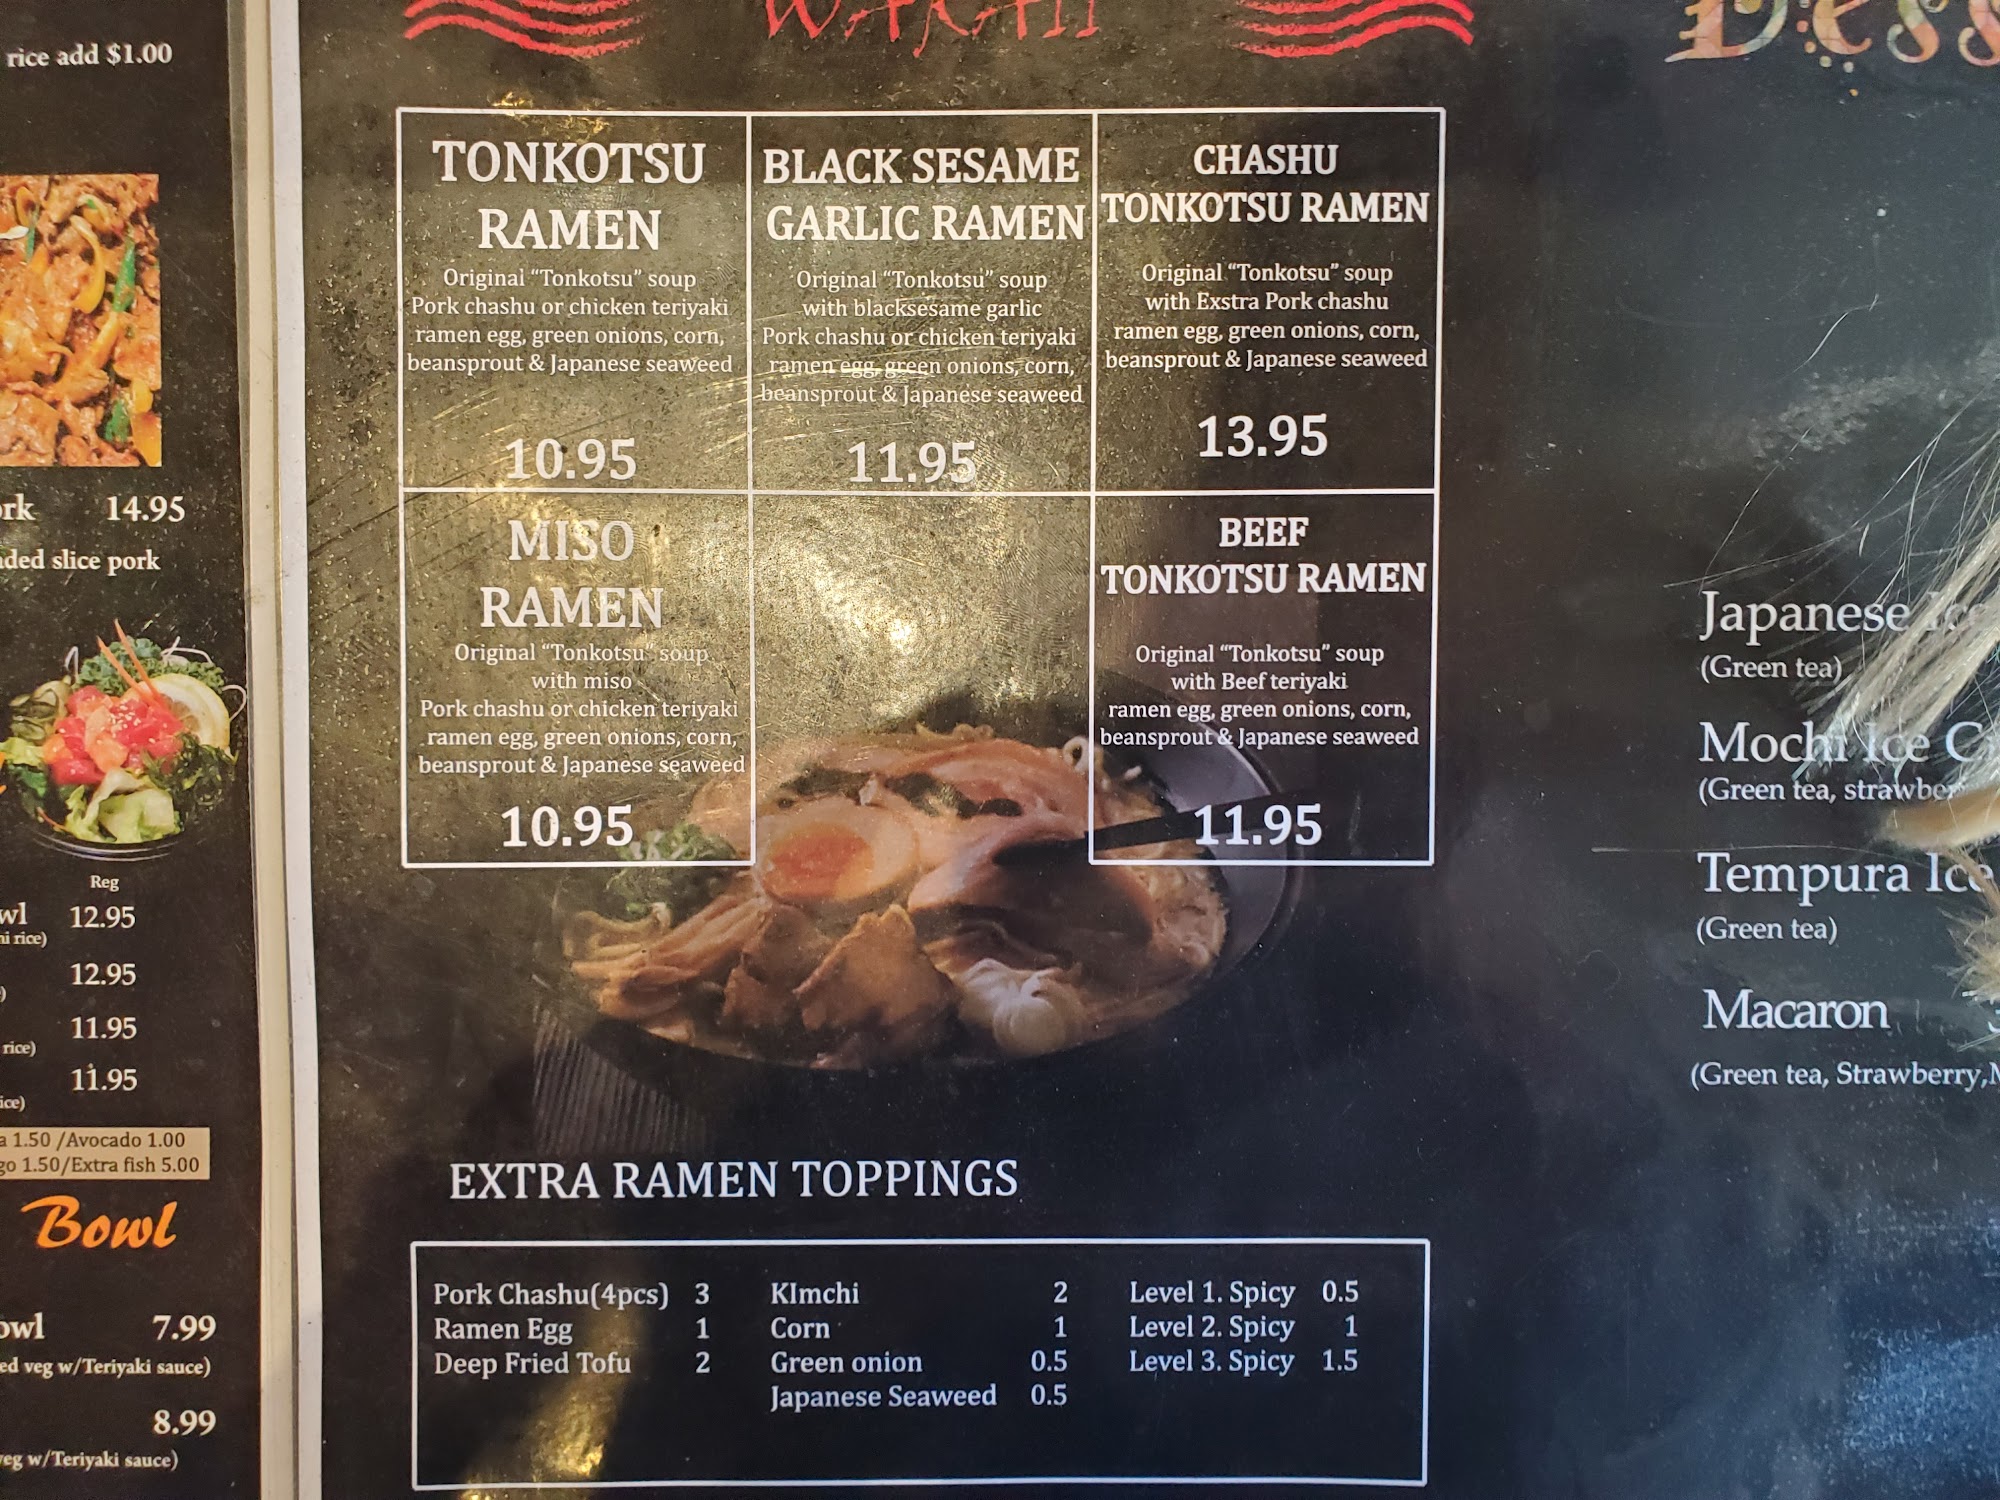 rice add $1.00
14.95
slice pork
Reg
12.95
rice)
12.95
11.95
rice)
11.95
1.50 /Avocado 1.00
1.50/Extra fish 5.00
Bowl
7.99
veg w/Teriyaki sauce)
8.99
w/Teriyaki sauce)
TONKOTSU
RAMEN
Original "Tonkotsu" soup
Pork chashu or chicken teriyaki
ramen egg, green onions, corn,
beansprout & Japanese seaweed
10.95
BLACK SESAME
GARLIC RAMEN
Original "Tonkotsu" soup
with blacksesame garlic
Pork chashu or chicken teriyaki
ramen egg, green onions, corn,
beansprout & Japanese seaweed
11.95
CHASHU
TONKOTSU RAMEN
Original "Tonkotsu" soup
with Exstra Pork chashu
ramen egg, green onions, corn,
beansprout & Japanese seaweed
13.95
MISO
RAMEN
Original "Tonkotsu" soup
with miso
Pork chashu or chicken teriyaki
ramen egg, green onions, corn,
beansprout & Japanese seaweed
10.95
BEEF
TONKOTSU RAMEN
Original "Tonkotsu" soup
with Beef teriyaki
ramen egg, green onions, corn,
beansprout & Japanese seaweed
11.95
EXTRA RAMEN TOPPINGS
Pork Chashu(4pcs) 3
Ramen Egg 1
Deep Fried Tofu 2
KImchi 2
Corn 1
Green onion 0.5
Japanese Seaweed 0.5
Level 1. Spicy 0.5
Level 2. Spicy 1
Level 3. Spicy 1.5
Japanese
(Green tea)
Mochi Ice
(Green tea,
Tempura
(Green tea)
Macaron
(Green tea, Strawberry,